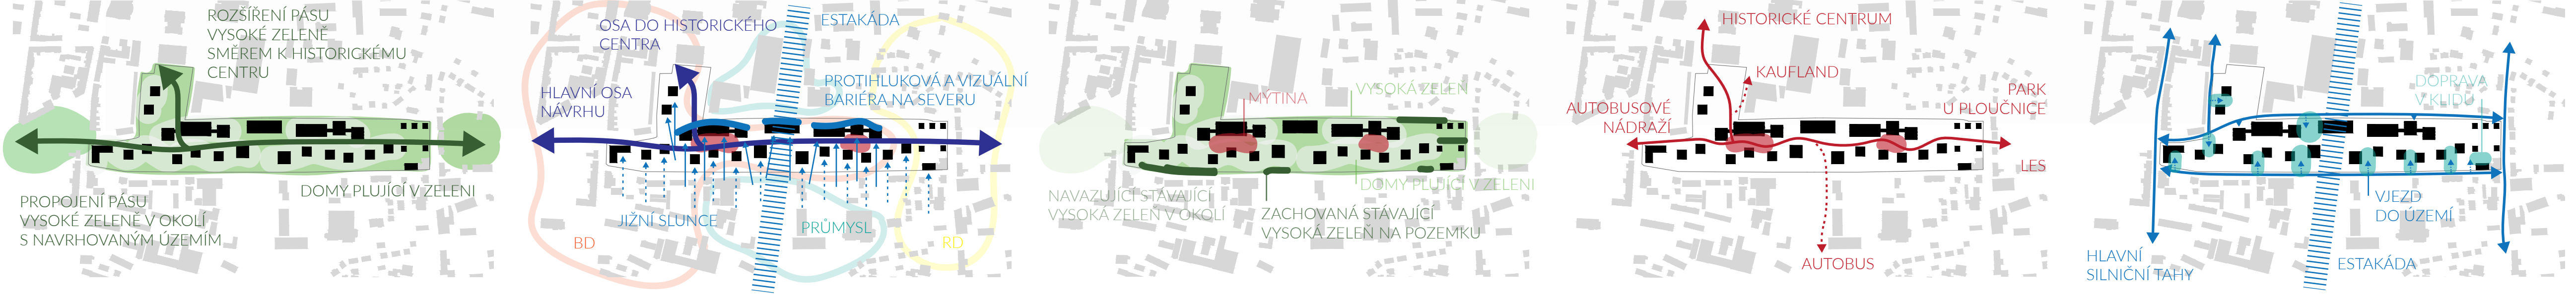 ROZŠÍŘENÍ PÁSU
VYSOKÉ ZELENĚ
SMĚREM K HISTORICKÉMU
CENTRU
DOMY PLUJÍCÍ V ZELENI
PROPOJENÍ PÁSU
VYSOKÉ ZELENĚ V OKOLÍ
S NAVRHOVANÝM ÚZEMÍM
OSA DO HISTORICKÉHO
CENTRA
ESTAKÁDA
HLAVNÍ OSA
NÁVRHU
PROTIHLUKOVÁ A VIZUÁLNÍ
BARIÉRA NA SEVERU
JIŽNÍ SLUNCE
PRŮMYSL
BD
RD
MÝTINA
VYSOKÁ ZELEŇ
DOMY PLUJÍCÍ V ZELENI
NAVAZUJÍCÍ STÁVAJÍCÍ
VYSOKÁ ZELEŇ V OKOLÍ
ZACHOVANÁ STÁVAJÍCÍ
VYSOKÁ ZELEŇ NA POZEMKU
HISTORICKÉ CENTRUM
KAUFLAND
AUTOBUSOVÉ
NÁDRAŽÍ
PARK
U PLOUČNICE
LES
AUTOBUS
DOPRAVA
V KLIDU
VJEZD
DO ÚZEMÍ
HLAVNÍ
SILNIČNÍ TAHY
ESTAKÁDA